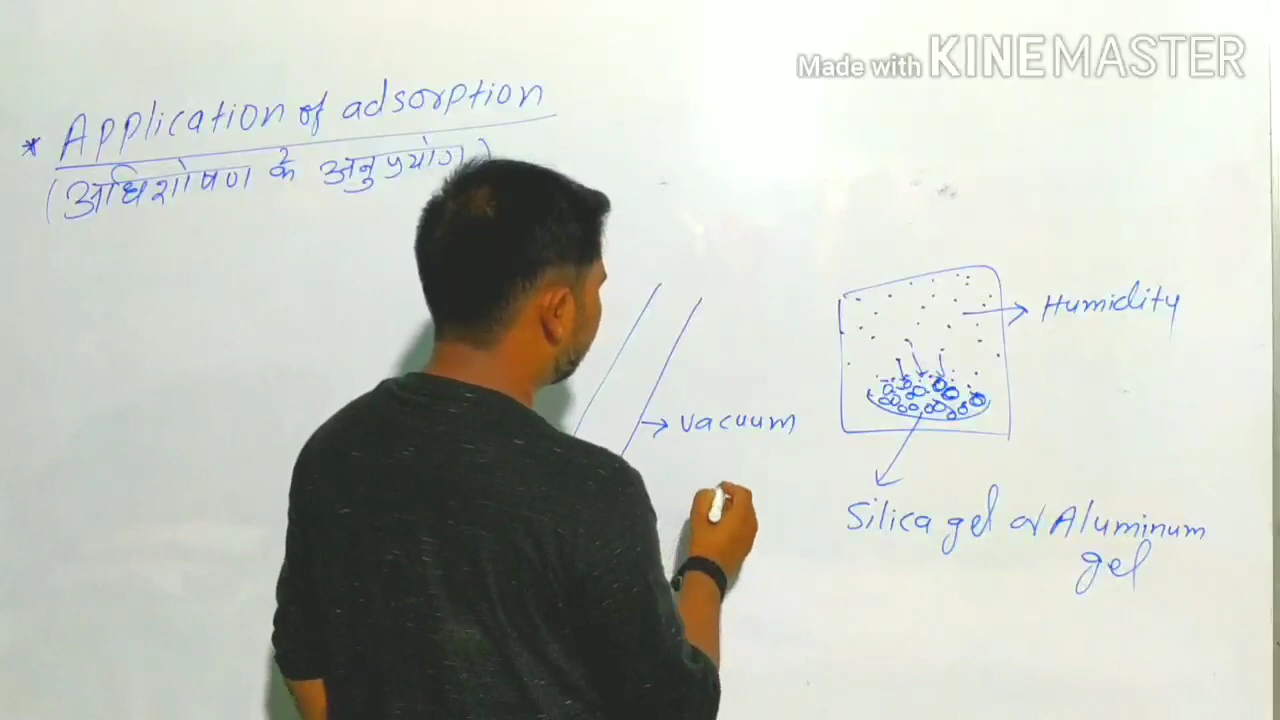 Made with KINEMASTER
* Application of adsorption
(अधिशोषण के अनुप्रयोग)
Humidity
vacuum
Silica gel or Aluminum
gel